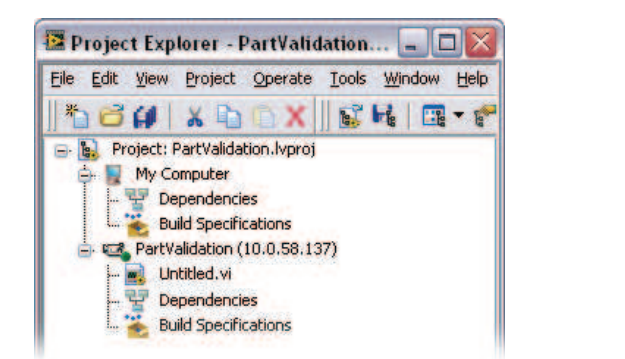 Project Explorer - PartValidation...
File Edit View Project Operate Tools Window Help
Project: PartValidation.lvproj
My Computer
Dependencies
Build Specifications
PartValidation (10.0.58.137)
Untitled.vi
Dependencies
Build Specifications